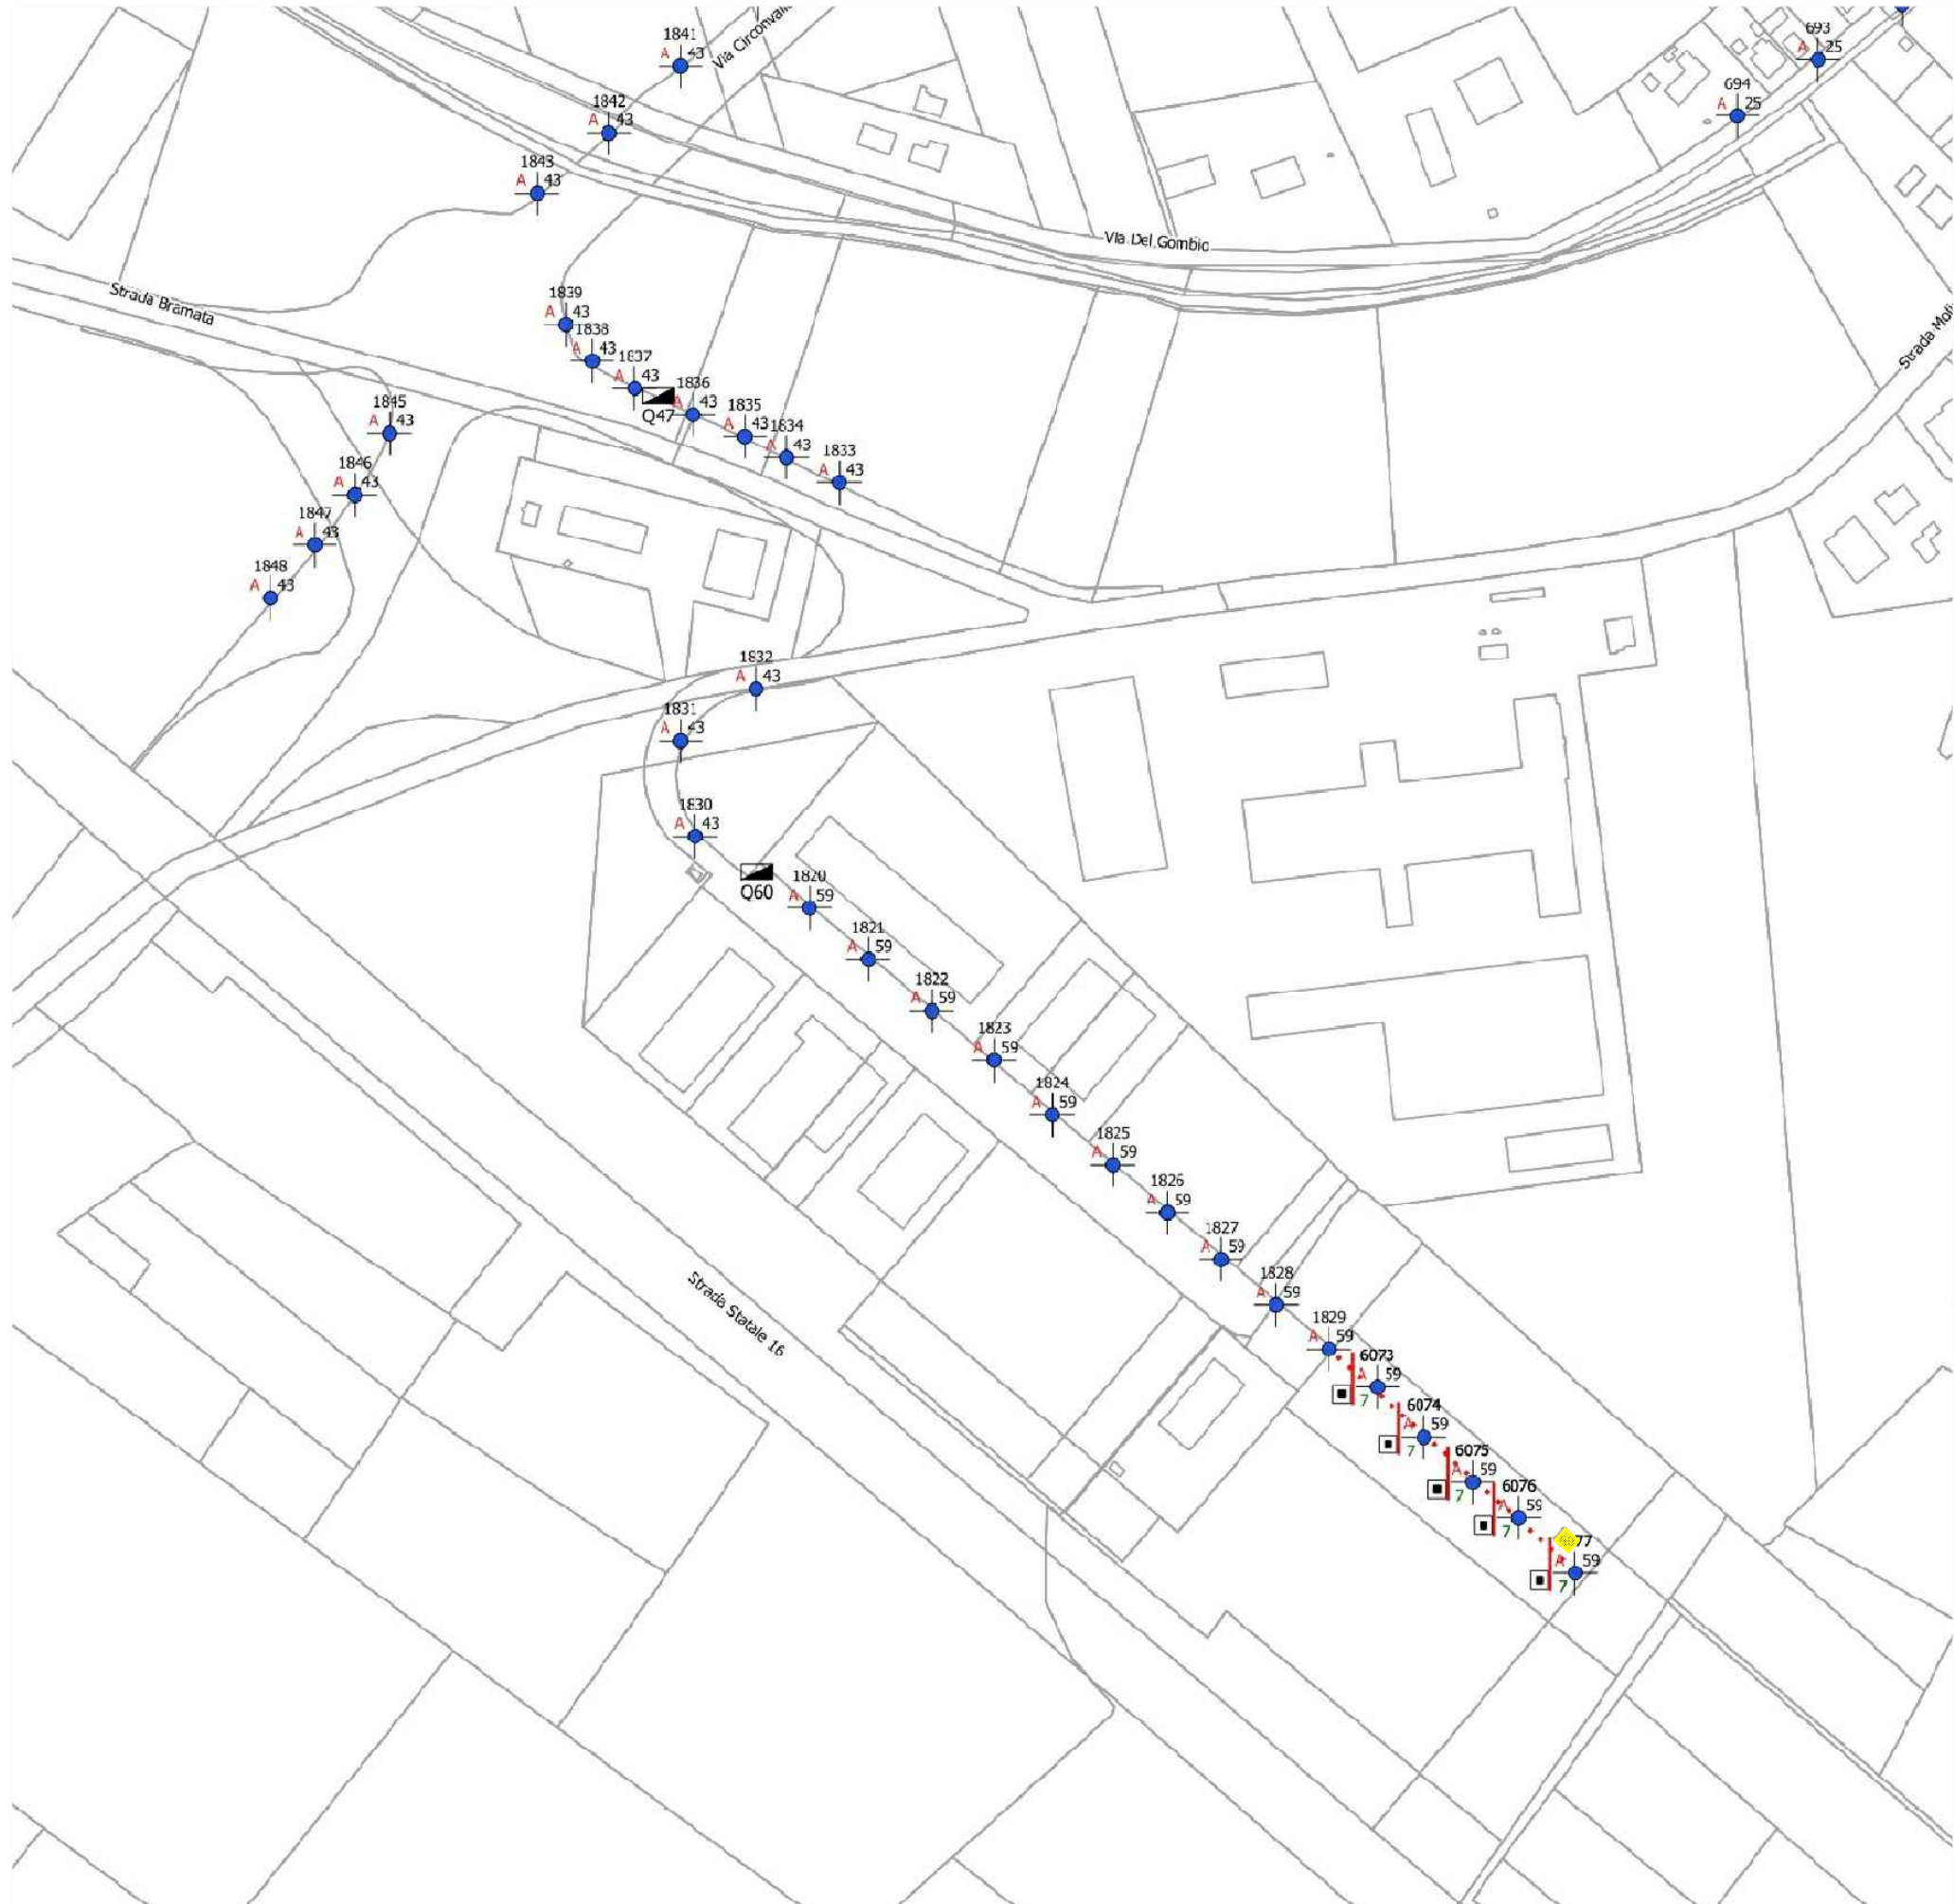 693
A 25
1841
A 43
Via Circonvall
694
A 25
1842
A 43
1843
A 43
Via Del Gombio
Strada Bramata
1839
A 43
1838
A 43
Strada Moli
1837
A 43
1836
A 43
Q47
1845
A 43
1835
A 43
1834
A 43
1833
A 43
1846
A 43
1847
A 43
1848
A 43
1832
A 43
1831
A 43
1830
A 43
Q60
1820
A 59
1821
A 59
1822
A 59
1823
A 59
1824
A 59
1825
A 59
1826
A 59
1827
A 59
Strada Statale 16
1828
A 59
1829
A 59
6073
A 59
7
6074
A 59
7
6075
A 59
7
6076
A 59
7
77
A 59
7